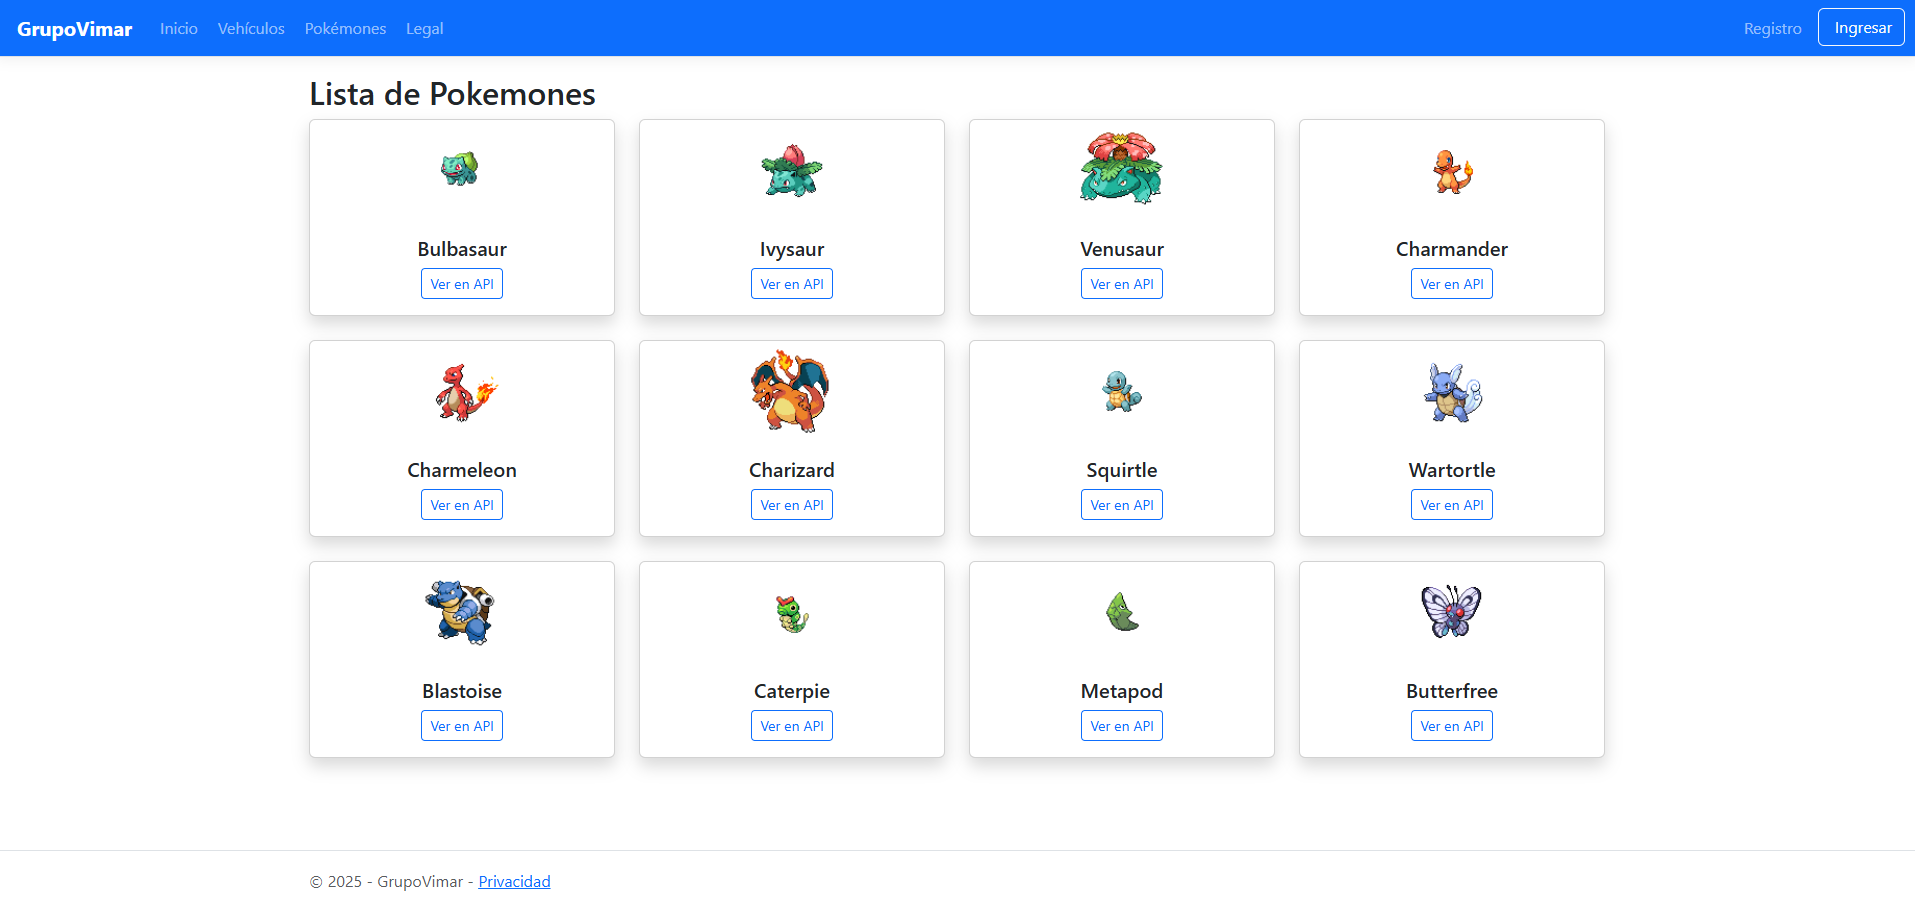 GrupoVimar Inicio Vehículos Pokémones Legal Registro Ingresar
Lista de Pokemones
Bulbasaur Ivysaur Venusaur Charmander
Ver en API Ver en API Ver en API Ver en API
Charmeleon Charizard Squirtle Wartortle
Ver en API Ver en API Ver en API Ver en API
Blastoise Caterpie Metapod Butterfree
Ver en API Ver en API Ver en API Ver en API
© 2025 - GrupoVimar - Privacidad